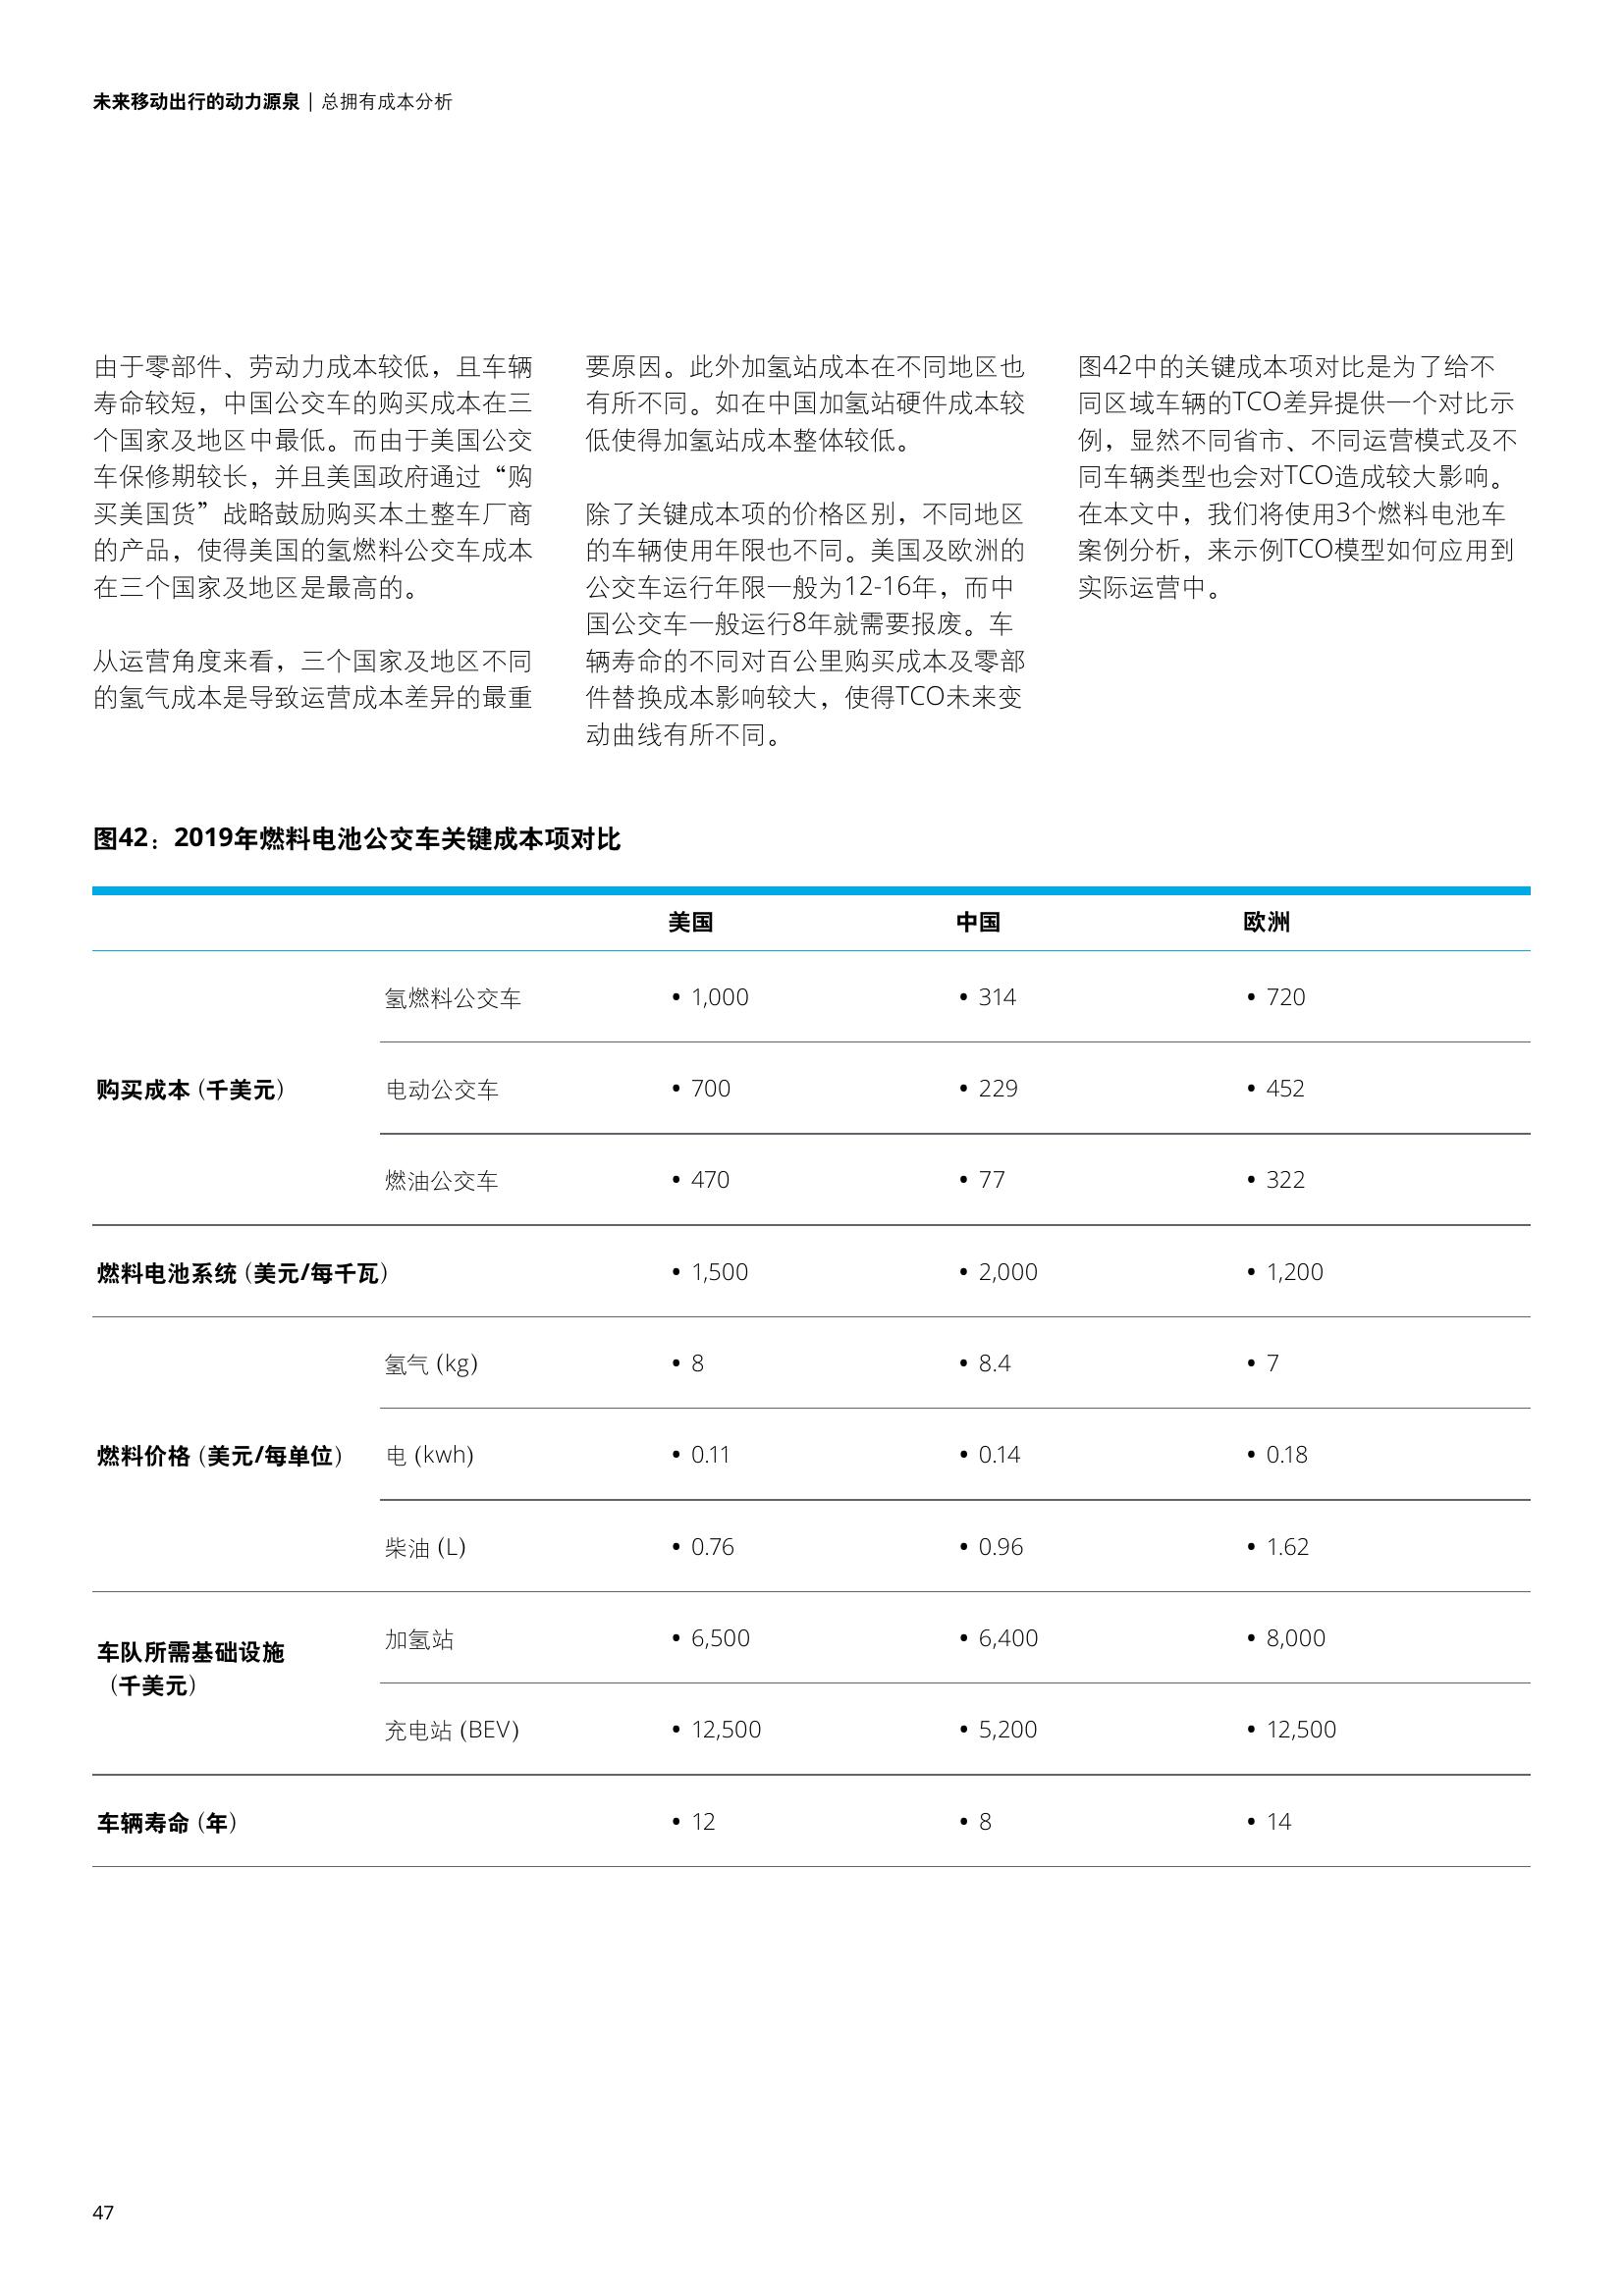 未来移动出行的动力源泉 | 总拥有成本分析
由于零部件、劳动力成本较低，且车辆
寿命较短，中国公交车的购买成本在三
个国家及地区中最低。而由于美国公交
车保修期较长，并且美国政府通过“购
买美国货”战略鼓励购买本土整车厂商
的产品，使得美国的氢燃料公交车成本
在三个国家及地区是最高的。
从运营角度来看，三个国家及地区不同
的氢气成本是导致运营成本差异的最重
要原因。此外加氢站成本在不同地区也
有所不同。如在中国加氢站硬件成本较
低使得加氢站成本整体较低。
除了关键成本项的价格区别，不同地区
的车辆使用年限也不同。美国及欧洲的
公交车运行年限一般为12-16年，而中
国公交车一般运行8年就需要报废。车
辆寿命的不同对百公里购买成本及零部
件替换成本影响较大，使得TCO未来变
动曲线有所不同。
图42中的关键成本项对比是为了给不
同区域车辆的TCO差异提供一个对比示
例，显然不同省市、不同运营模式及不
同车辆类型也会对TCO造成较大影响。
在本文中，我们将使用3个燃料电池车
案例分析，来示例TCO模型如何应用到
实际运营中。
图42：2019年燃料电池公交车关键成本项对比
美国 中国 欧洲
氢燃料公交车 • 1,000 • 314 • 720
购买成本（千美元） 电动公交车 • 700 • 229 • 452
燃油公交车 • 470 • 77 • 322
燃料电池系统（美元/每千瓦） • 1,500 • 2,000 • 1,200
氢气 (kg) • 8 • 8.4 • 7
燃料价格（美元/每单位） 电 (kwh) • 0.11 • 0.14 • 0.18
柴油 (L) • 0.76 • 0.96 • 1.62
车队所需基础设施
（千美元）
加氢站 • 6,500 • 6,400 • 8,000
充电站 (BEV) • 12,500 • 5,200 • 12,500
车辆寿命（年） • 12 • 8 • 14
47